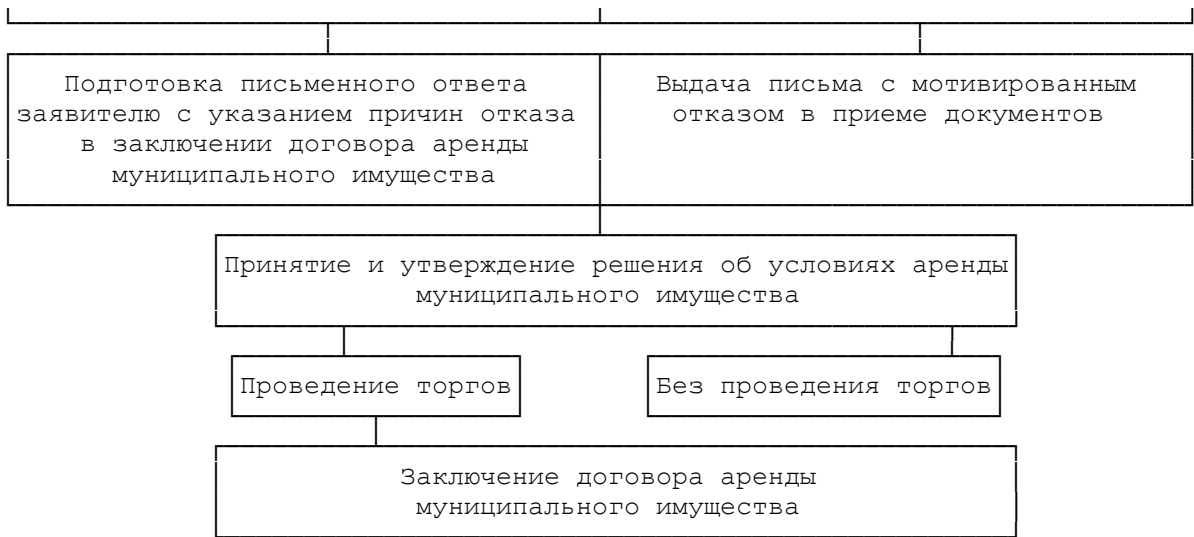 Подготовка письменного ответа
заявителю с указанием причин отказа
в заключении договора аренды
муниципального имущества
Выдача письма с мотивированным
отказом в приеме документов
Принятие и утверждение решения об условиях аренды
муниципального имущества
Проведение торгов
Без проведения торгов
Заключение договора аренды
муниципального имущества